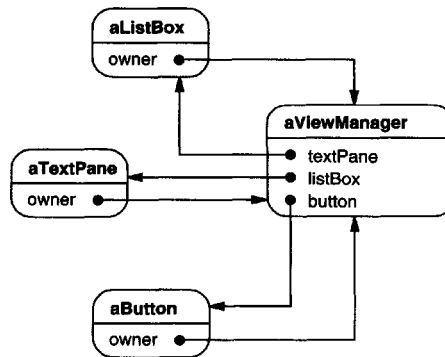 aListBox
owner
aViewManager
textPane
listBox
button
aTextPane
owner
aButton
owner